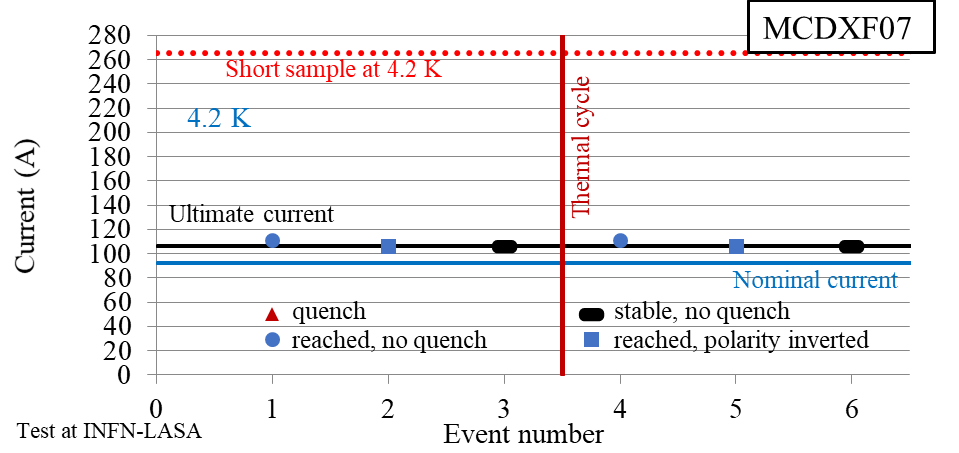 MCDXF07
280
260
240
220
200
180
160
140
120
100
80
60
40
20
0
Current (A)
Short sample at 4.2 K
4.2 K
Thermal cycle
Ultimate current
Nominal current
quench
stable, no quench
reached, no quench
reached, polarity inverted
0 1 2 3 4 5 6
Test at INFN-LASA
Event number